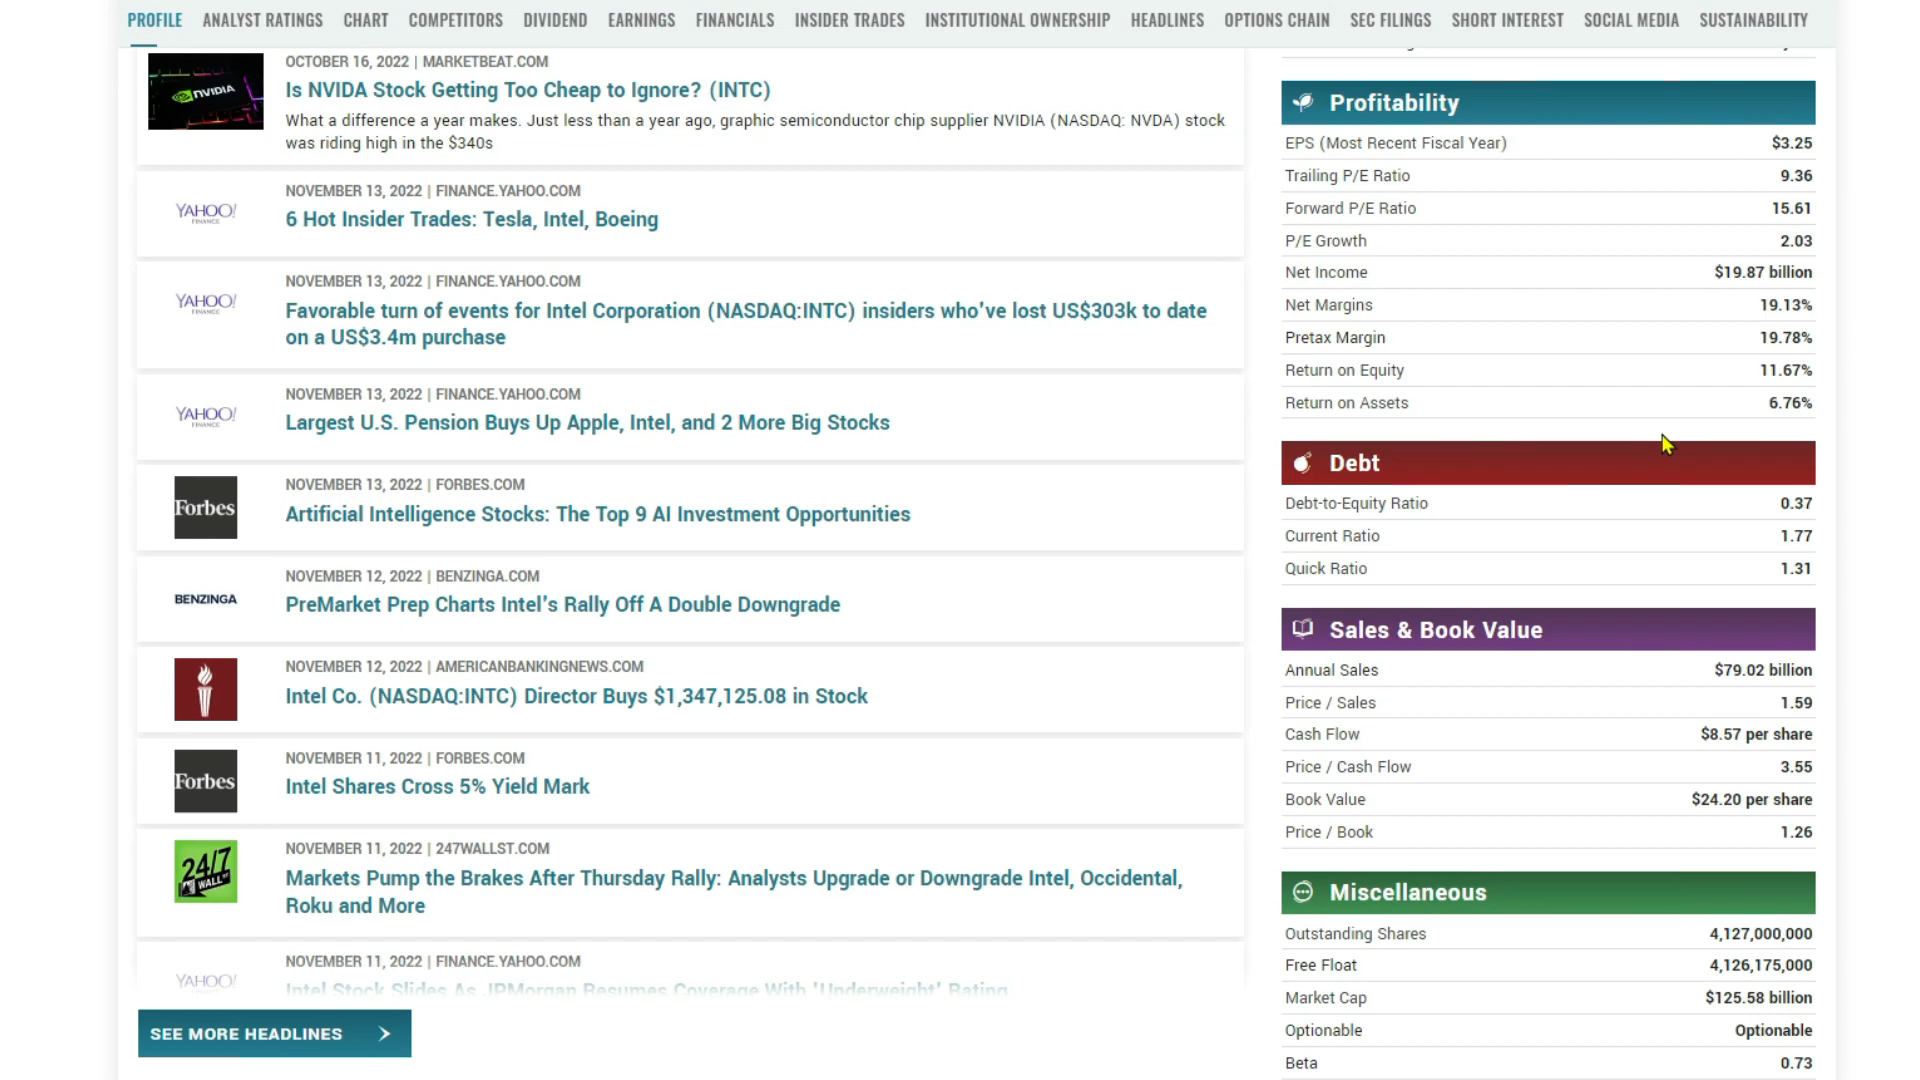 PROFILE ANALYST RATINGS CHART COMPETITORS DIVIDEND EARNINGS FINANCIALS INSIDER TRADES INSTITUTIONAL OWNERSHIP HEADLINES OPTIONS CHAIN SEC FILINGS SHORT INTEREST SOCIAL MEDIA SUSTAINABILITY
NVIDIA
OCTOBER 16, 2022 | MARKETBEAT.COM
Is NVIDIA Stock Getting Too Cheap to Ignore? (INTC)
What a difference a year makes. Just less than a year ago, graphic semiconductor chip supplier NVIDIA (NASDAQ: NVDA) stock
was riding high in the $340s
YAHOO!
FINANCE
NOVEMBER 13, 2022 | FINANCE.YAHOO.COM
6 Hot Insider Trades: Tesla, Intel, Boeing
YAHOO!
FINANCE
NOVEMBER 13, 2022 | FINANCE.YAHOO.COM
Favorable turn of events for Intel Corporation (NASDAQ:INTC) insiders who've lost US$303k to date
on a US$3.4m purchase
YAHOO!
FINANCE
NOVEMBER 13, 2022 | FINANCE.YAHOO.COM
Largest U.S. Pension Buys Up Apple, Intel, and 2 More Big Stocks
Forbes
NOVEMBER 13, 2022 | FORBES.COM
Artificial Intelligence Stocks: The Top 9 AI Investment Opportunities
BENZINGA
NOVEMBER 12, 2022 | BENZINGA.COM
PreMarket Prep Charts Intel's Rally Off A Double Downgrade
NOVEMBER 12, 2022 | AMERICANBANKINGNEWS.COM
Intel Co. (NASDAQ:INTC) Director Buys $1,347,125.08 in Stock
Forbes
NOVEMBER 11, 2022 | FORBES.COM
Intel Shares Cross 5% Yield Mark
24/7
WALL ST
NOVEMBER 11, 2022 | 247WALLST.COM
Markets Pump the Brakes After Thursday Rally: Analysts Upgrade or Downgrade Intel, Occidental,
Roku and More
YAHOO!
NOVEMBER 11, 2022 | FINANCE.YAHOO.COM
Intel Stock Slides As JPMorgan Resumes Coverage With 'Underweight' Rating
SEE MORE HEADLINES
Profitability
EPS (Most Recent Fiscal Year) $3.25
Trailing P/E Ratio 9.36
Forward P/E Ratio 15.61
P/E Growth 2.03
Net Income $19.87 billion
Net Margins 19.13%
Pretax Margin 19.78%
Return on Equity 11.67%
Return on Assets 6.76%
Debt
Debt-to-Equity Ratio 0.37
Current Ratio 1.77
Quick Ratio 1.31
Sales & Book Value
Annual Sales $79.02 billion
Price / Sales 1.59
Cash Flow $8.57 per share
Price / Cash Flow 3.55
Book Value $24.20 per share
Price / Book 1.26
Miscellaneous
Outstanding Shares 4,127,000,000
Free Float 4,126,175,000
Market Cap $125.58 billion
Optionable Optionable
Beta 0.73